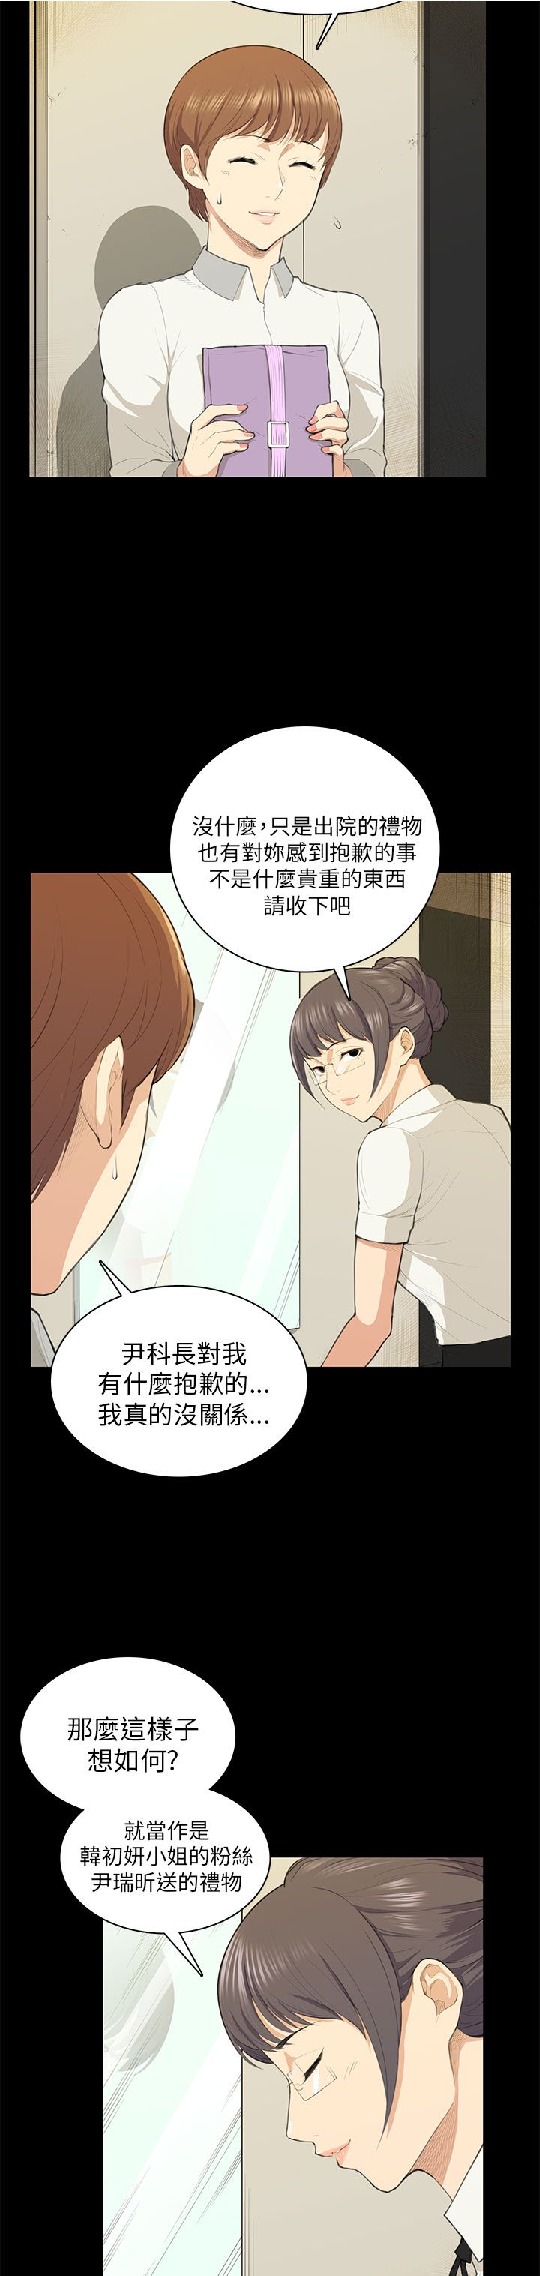 沒什麼，只是出院的禮物
也有對妳感到抱歉的事
不是什麼貴重的東西
請收下吧
尹科長對我
有什麼抱歉的...
我真的沒關係...
那麼這樣子
想如何?
就當作是
韓初妍小姐的粉絲
尹瑞昕送的禮物